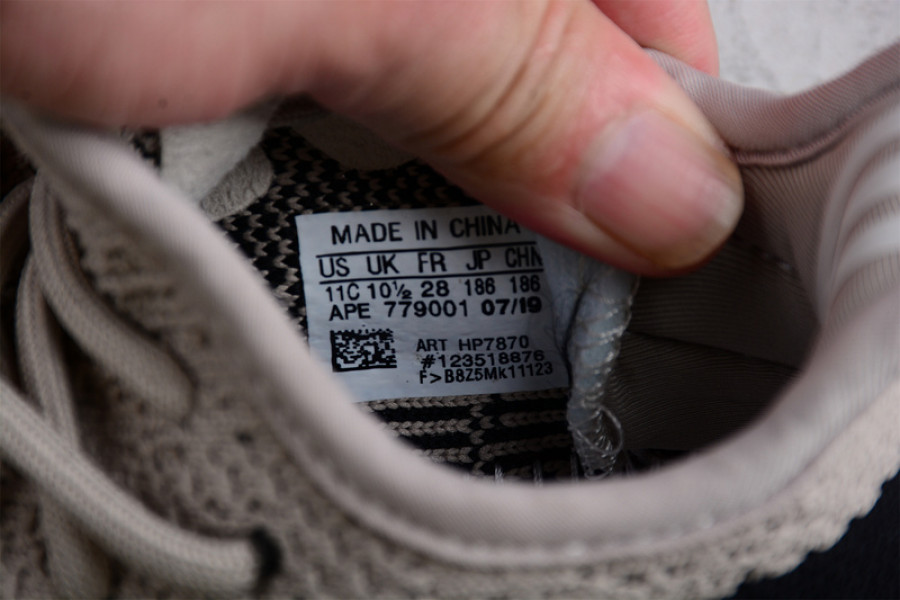 MADE IN CHINA
US UK FR JP CHN
11C 10½ 28 186 186
APE 779001 07/19
ART HP7870
#123518876
F>B8Z5Mk11123